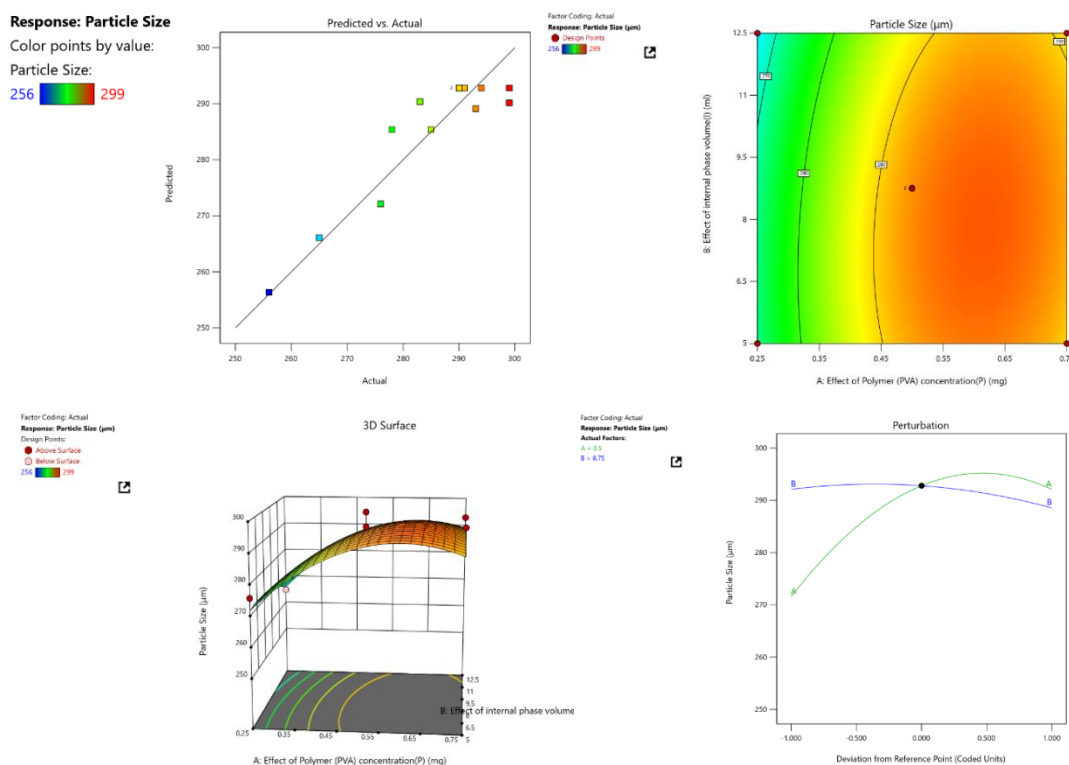 Response: Particle Size
Color points by value:
Particle Size:
256 299
Predicted vs. Actual
300
290
280
270
260
250
Predicted
2
250 260 270 280 290 300
Actual
Factor Coding: Actual
Response: Particle Size (µm)
Design Points
256 299
Particle Size (µm)
12.5
11
9.5
8
6.5
5
B: Effect of internal phase volume(I) (ml)
280
290
0.25 0.35 0.45 0.55 0.65 0.7
A: Effect of Polymer (PVA) concentration(P) (mg)
Factor Coding: Actual
Response: Particle Size (µm)
Design Points:
Above Surface
Below Surface
256 299
3D Surface
300
290
280
270
260
250
Particle Size (µm)
12.5
11
9.5
8
6.5
5
B: Effect of internal phase volume
0.25 0.35 0.45 0.55 0.65 0.75
A: Effect of Polymer (PVA) concentration(P) (mg)
Factor Coding: Actual
Response: Particle Size (µm)
Actual Factors:
A = 0.5
B = 8.75
Perturbation
300
290
280
270
260
250
Particle Size (µm)
B
A
A
B
-1.000 -0.500 0.000 0.500 1.000
Deviation from Reference Point (Coded Units)